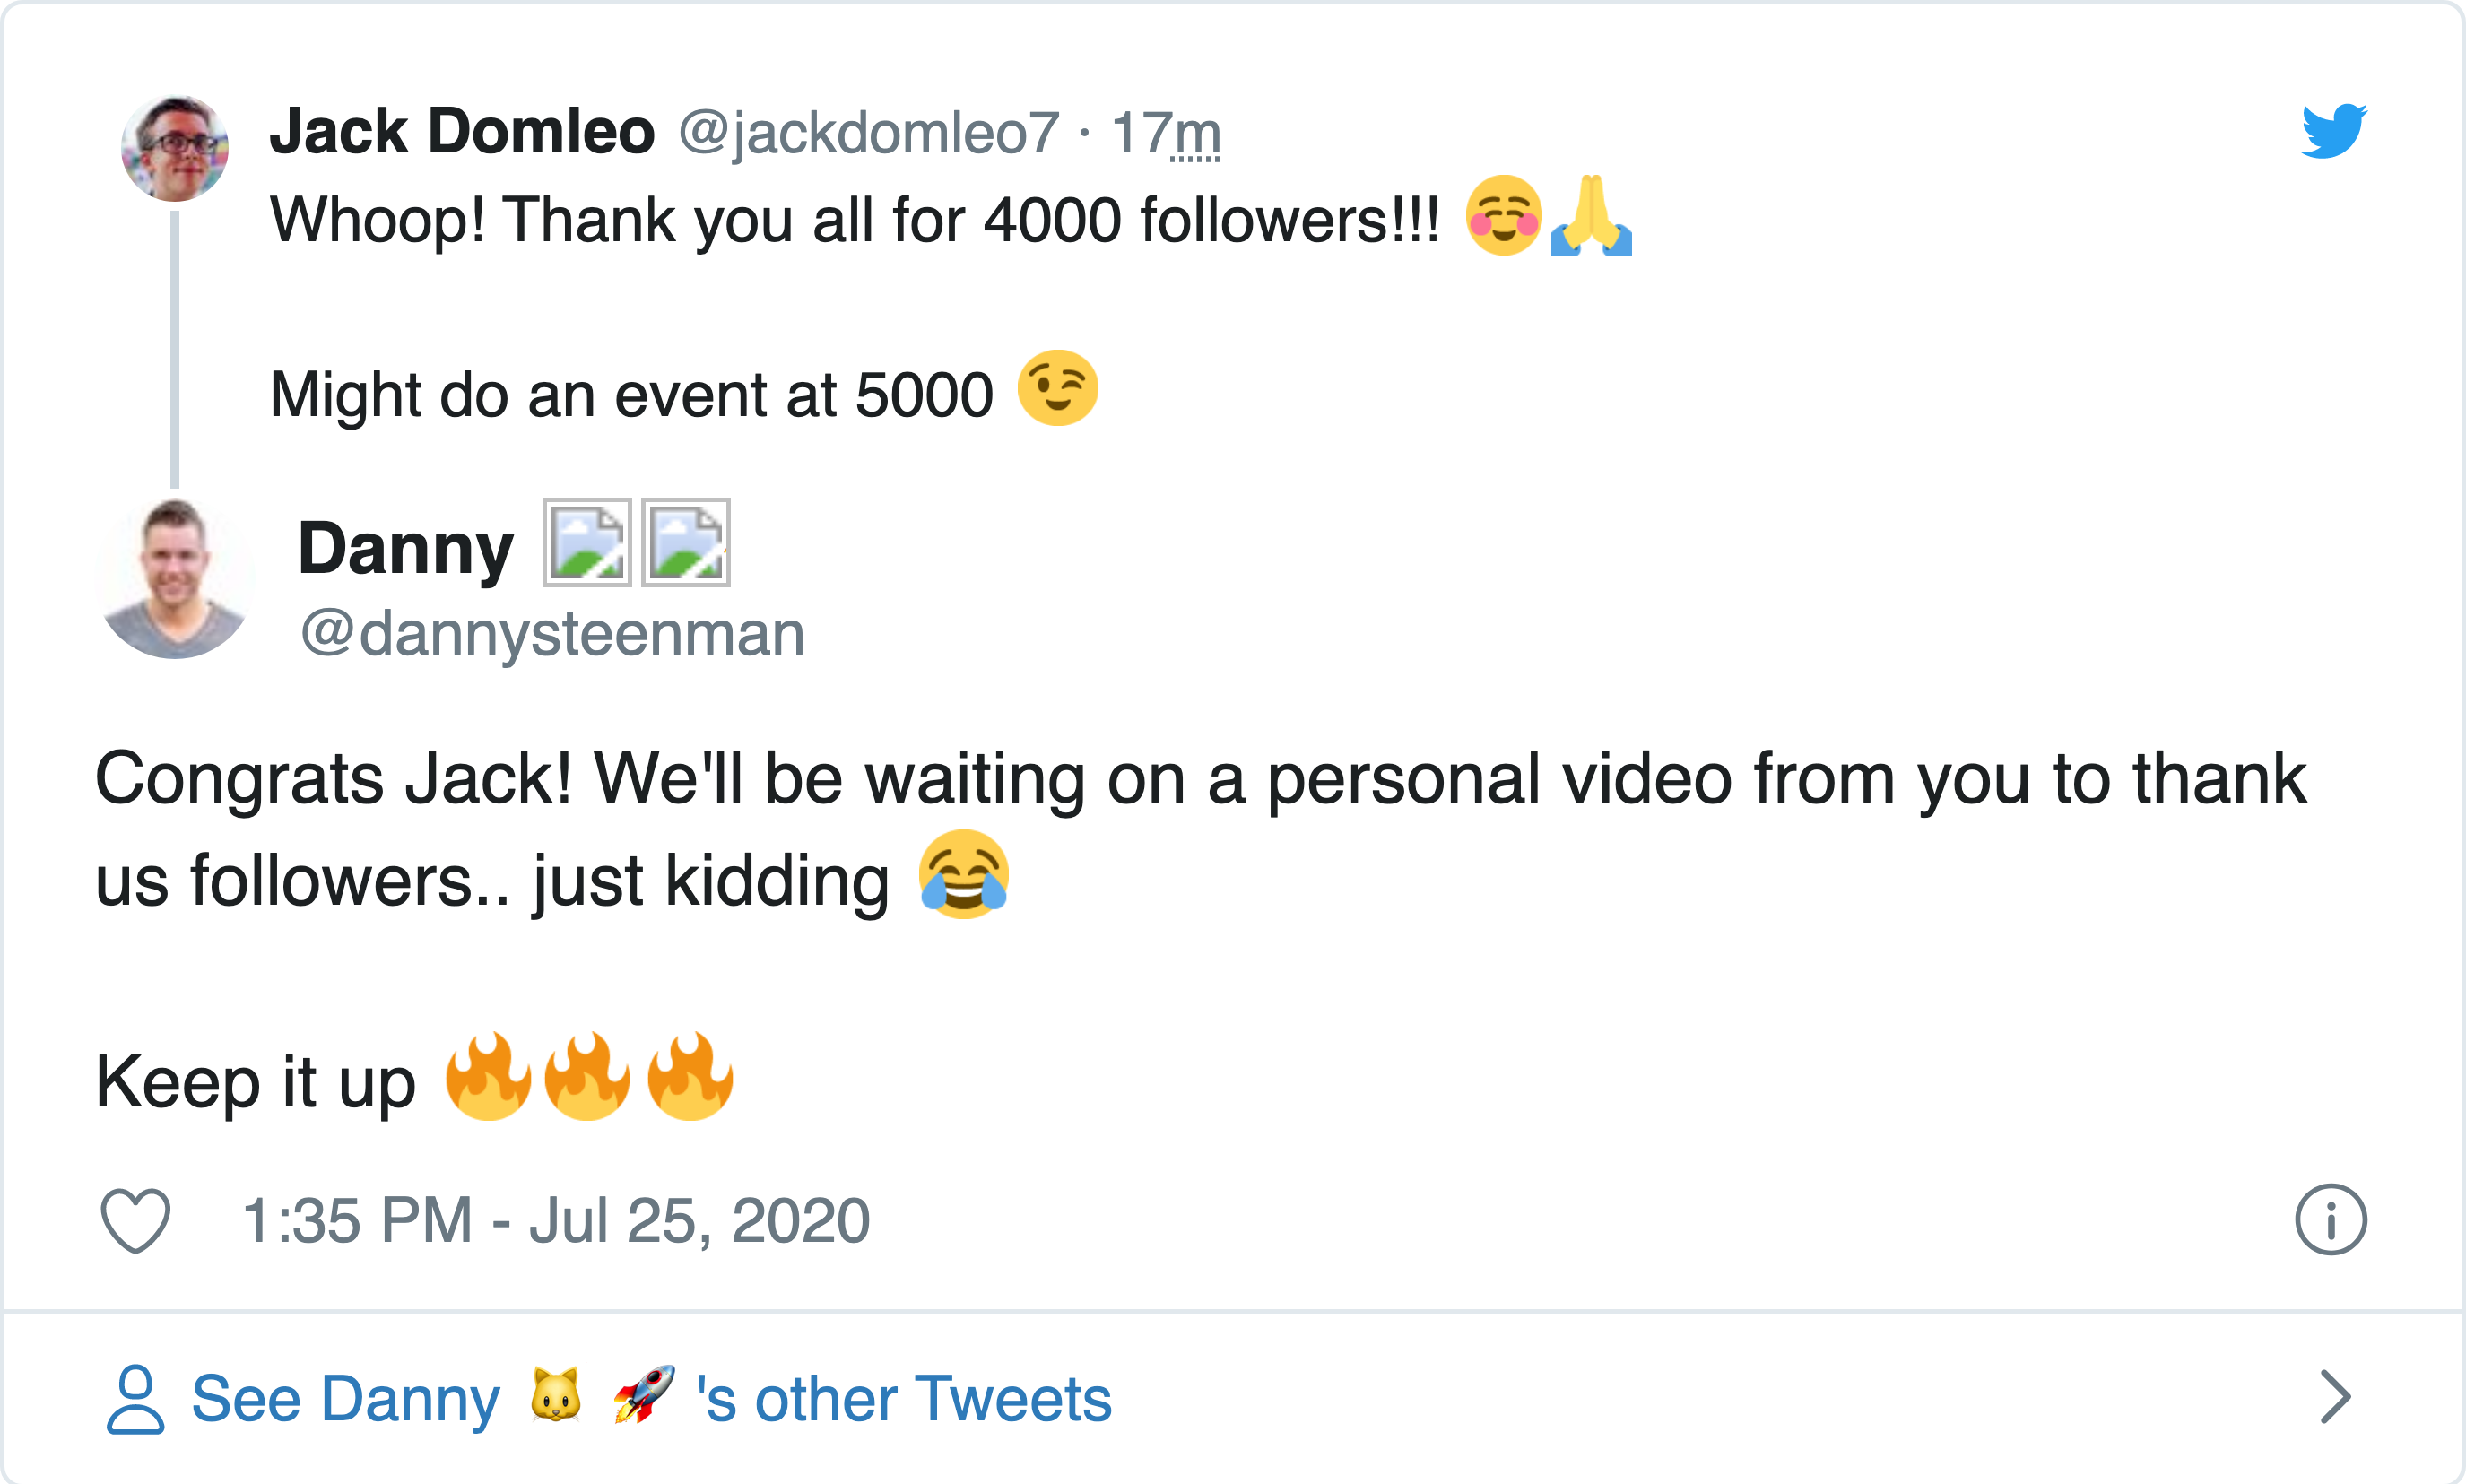 Jack Domleo @jackdomleo7 · 17m
Whoop! Thank you all for 4000 followers!!! ☺️🙏
Might do an event at 5000 😉
Danny
@dannysteenman
Congrats Jack! We'll be waiting on a personal video from you to thank
us followers.. just kidding 😂
Keep it up 🔥🔥🔥
1:35 PM - Jul 25, 2020
See Danny 🐱 🚀 's other Tweets